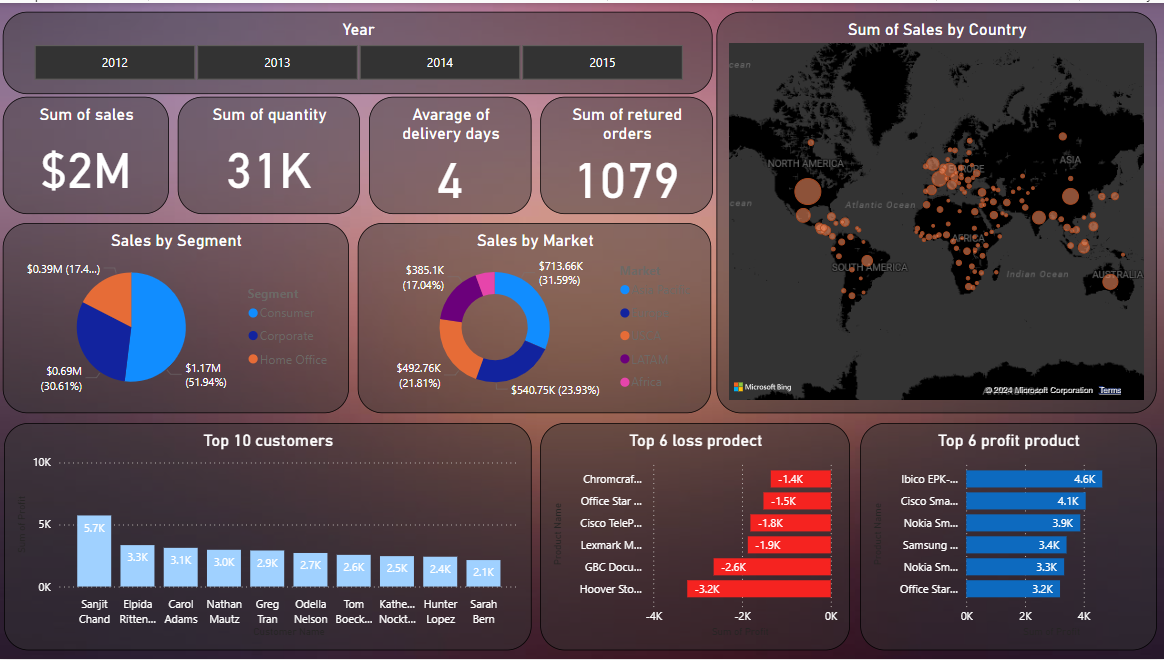 Year
2012
2013
2014
2015
Sum of sales
$2M
Sum of quantity
31K
Avarage of
delivery days
4
Sum of retured
orders
1079
Sum of Sales by Country
cean
NORTH AMERICA
EUROPE
ASIA
cean
Atlantic Ocean
AFRICA
SOUTH AMERICA
Indian Ocean
AUSTRALIA
Microsoft Bing
© 2024 Microsoft Corporation
Terms
Sales by Segment
$0.39M (17.4...)
$0.69M
(30.61%)
$1.17M
(51.94%)
Segment
Consumer
Corporate
Home Office
Sales by Market
$385.1K
(17.04%)
$713.66K
(31.59%)
$492.76K
(21.81%)
$540.75K (23.93%)
Market
LATAM
Africa
Top 10 customers
10K
5K
0K
5.7K
3.3K
3.1K
3.0K
2.9K
2.7K
2.6K
2.5K
2.4K
2.1K
Sanjit
Chand
Elpida
Ritten...
Carol
Adams
Nathan
Mautz
Greg
Tran
Odella
Nelson
Tom
Boeck...
Kathe...
Nockt...
Hunter
Lopez
Sarah
Bern
Customer Name
Top 6 loss prodect
Product Name
Chromcraf...
-1.4K
Office Star ...
-1.5K
Cisco TeleP...
-1.8K
Lexmark M...
-1.9K
GBC Docu...
-2.6K
Hoover Sto...
-3.2K
-4K
-2K
0K
Top 6 profit product
Product Name
Ibico EPK-...
4.6K
Cisco Sma...
4.1K
Nokia Sm...
3.9K
Samsung ...
3.4K
Nokia Sm...
3.3K
Office Star...
3.2K
0K
2K
4K